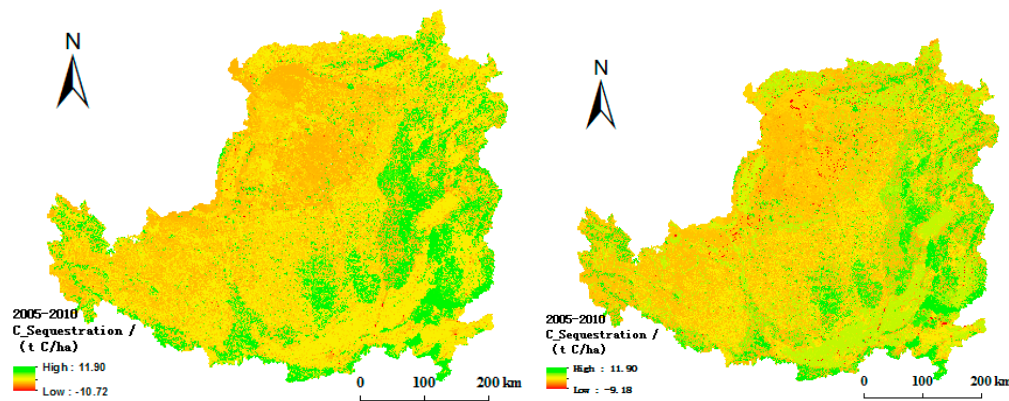 N
2005-2010
C_Sequestration /
(t C/ha)
High : 11.90
Low : -10.72
0 100 200 km
N
2005-2010
C_Sequestration /
(t C/ha)
High : 11.90
Low : -9.18
0 100 200 km